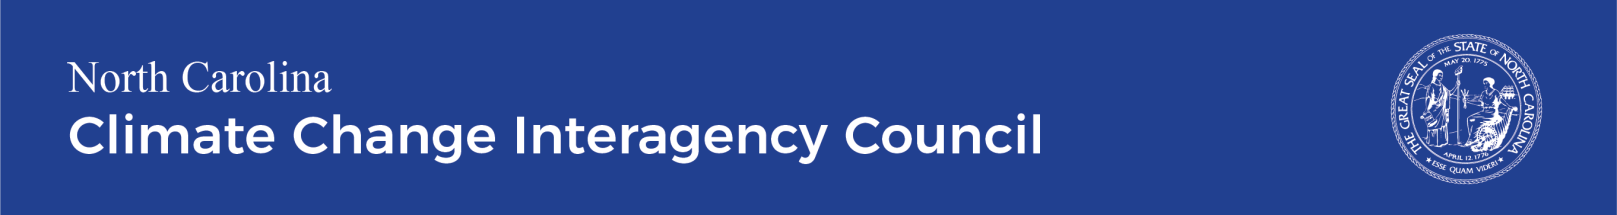 North Carolina
Climate Change Interagency Council
THE GREAT SEAL OF THE STATE OF NORTH CAROLINA
MAY 20, 1775
APRIL 12, 1776
★ ESSE QUAM VIDERI ★